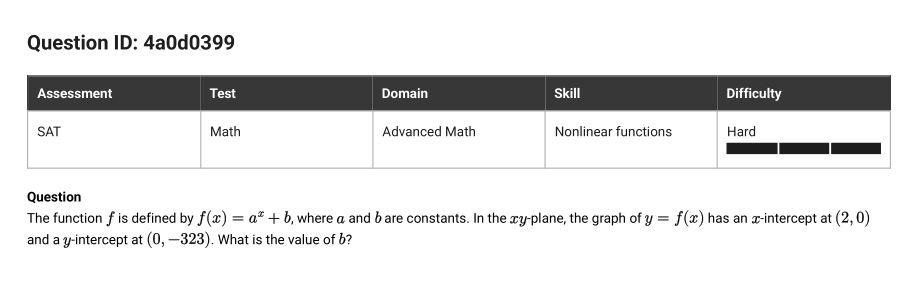 Question ID: 4a0d0399
Assessment Test Domain Skill Difficulty
SAT Math Advanced Math Nonlinear functions Hard
Question
The function f is defined by f(x) = aˣ + b, where a and b are constants. In the xy-plane, the graph of y = f(x) has an x-intercept at (2, 0)
and a y-intercept at (0, −323). What is the value of b?